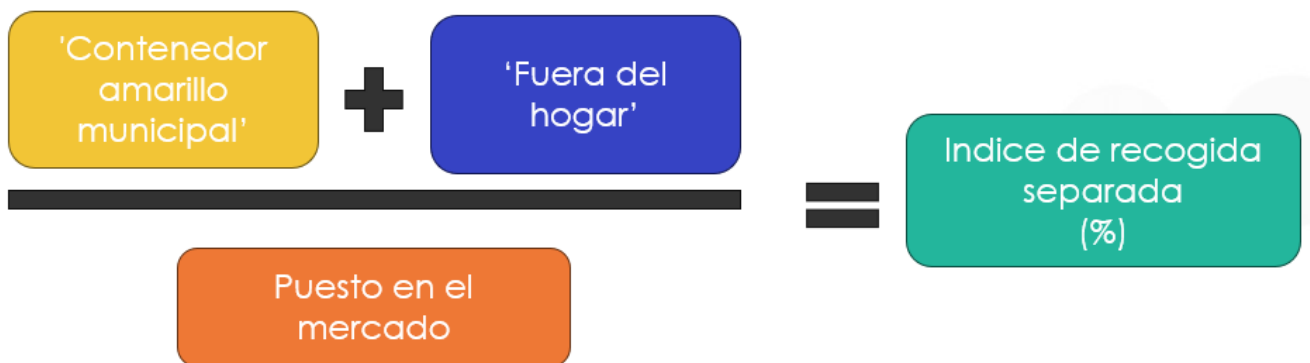 'Contenedor
amarillo
municipal’
‘Fuera del
hogar’
Puesto en el
mercado
Indice de recogida
separada
(%)